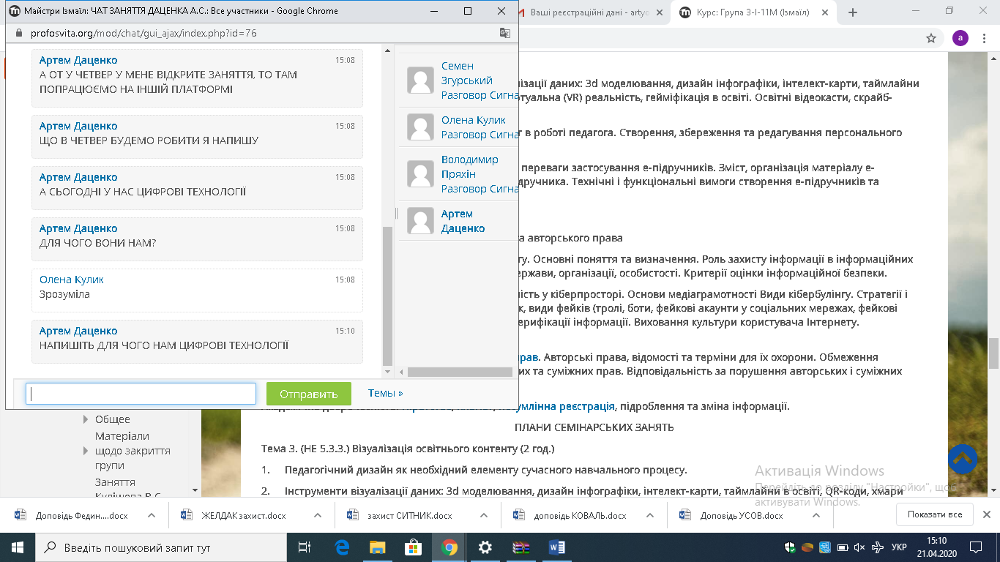 Майстри Ізмаїл: ЧАТ ЗАНЯТТЯ ДАЦЕНКА А.С.: Все участники - Google Chrome
Ваші реєстраційні дані - artyo
Курс: Група 3-І-11М (Ізмаїл)
profosvita.org/mod/chat/gui_ajax/index.php?id=76
a
Артем Даценко 15:08
А ОТ У ЧЕТВЕР У МЕНЕ ВІДКРИТЕ ЗАНЯТТЯ, ТО ТАМ
ПОПРАЦЮЄМО НА ІНШІЙ ПЛАТФОРМІ
Артем Даценко 15:08
ЩО В ЧЕТВЕР БУДЕМО РОБИТИ Я НАПИШУ
Артем Даценко 15:08
А СЬОГОДНІ У НАС ЦИФРОВІ ТЕХНОЛОГІЇ
Артем Даценко 15:08
ДЛЯ ЧОГО ВОНИ НАМ?
Олена Кулик 15:08
Зрозуміла
Артем Даценко 15:10
НАПИШІТЬ ДЛЯ ЧОГО НАМ ЦИФРОВІ ТЕХНОЛОГІЇ
Отправить
Темы »
Семен
Згурський
Разговор Сигна
Олена Кулик
Разговор Сигна
Володимир
Пряхін
Разговор Сигна
Артем
Даценко
ізації даних: 3d моделювання, дизайн інфографіки, інтелект-карти, таймлайни
туальна (VR) реальність, гейміфікація в освіті. Освітні відеокасти, скрайб-
г в роботі педагога. Створення, збереження та редагування персонального
переваги застосування е-підручників. Зміст, організація матеріалу е-
дручника. Технічні і функціональні вимоги створення е-підручників та
а авторського права
гу. Основні поняття та визначення. Роль захисту інформації в інформаційних
ержави, організації, особистості. Критерії оцінки інформаційної безпеки.
ність у кіберпросторі. Основи медіаграмотності Види кібербулінгу. Стратегії і
к, види фейків (тролі, боти, фейкові акаунти у соціальних мережах, фейкові
ерифікації інформації. Виховання культури користувача Інтернету.
рав. Авторські права, відомості та терміни для їх охорони. Обмеження
их та суміжних прав. Відповідальність за порушення авторських і суміжних
умлінна реєстрація, підроблення та зміна інформації.
ПЛАНИ СЕМІНАРСЬКИХ ЗАНЯТЬ
Тема 3. (НЕ 5.3.3.) Візуалізація освітнього контенту (2 год.)
1. Педагогічний дизайн як необхідний елементу сучасного навчального процесу.
2. Інструменти візуалізації даних: 3d моделювання, дизайн інфографіки, інтелект-карти, таймлайни в освіті, QR-коди, хмари
Общее
Матеріали
щодо закриття
групи
Заняття
Активація Windows
Перейдіть до розділу "Настройки", щоб
активувати Windows.
Доповідь Федин....docx
ЖЕЛДАК захист.docx
захист СИТНИК.docx
доповідь КОВАЛЬ.docx
Доповідь УСОВ.docx
Показати все
Введіть пошуковий запит тут
УКР
15:10
21.04.2020